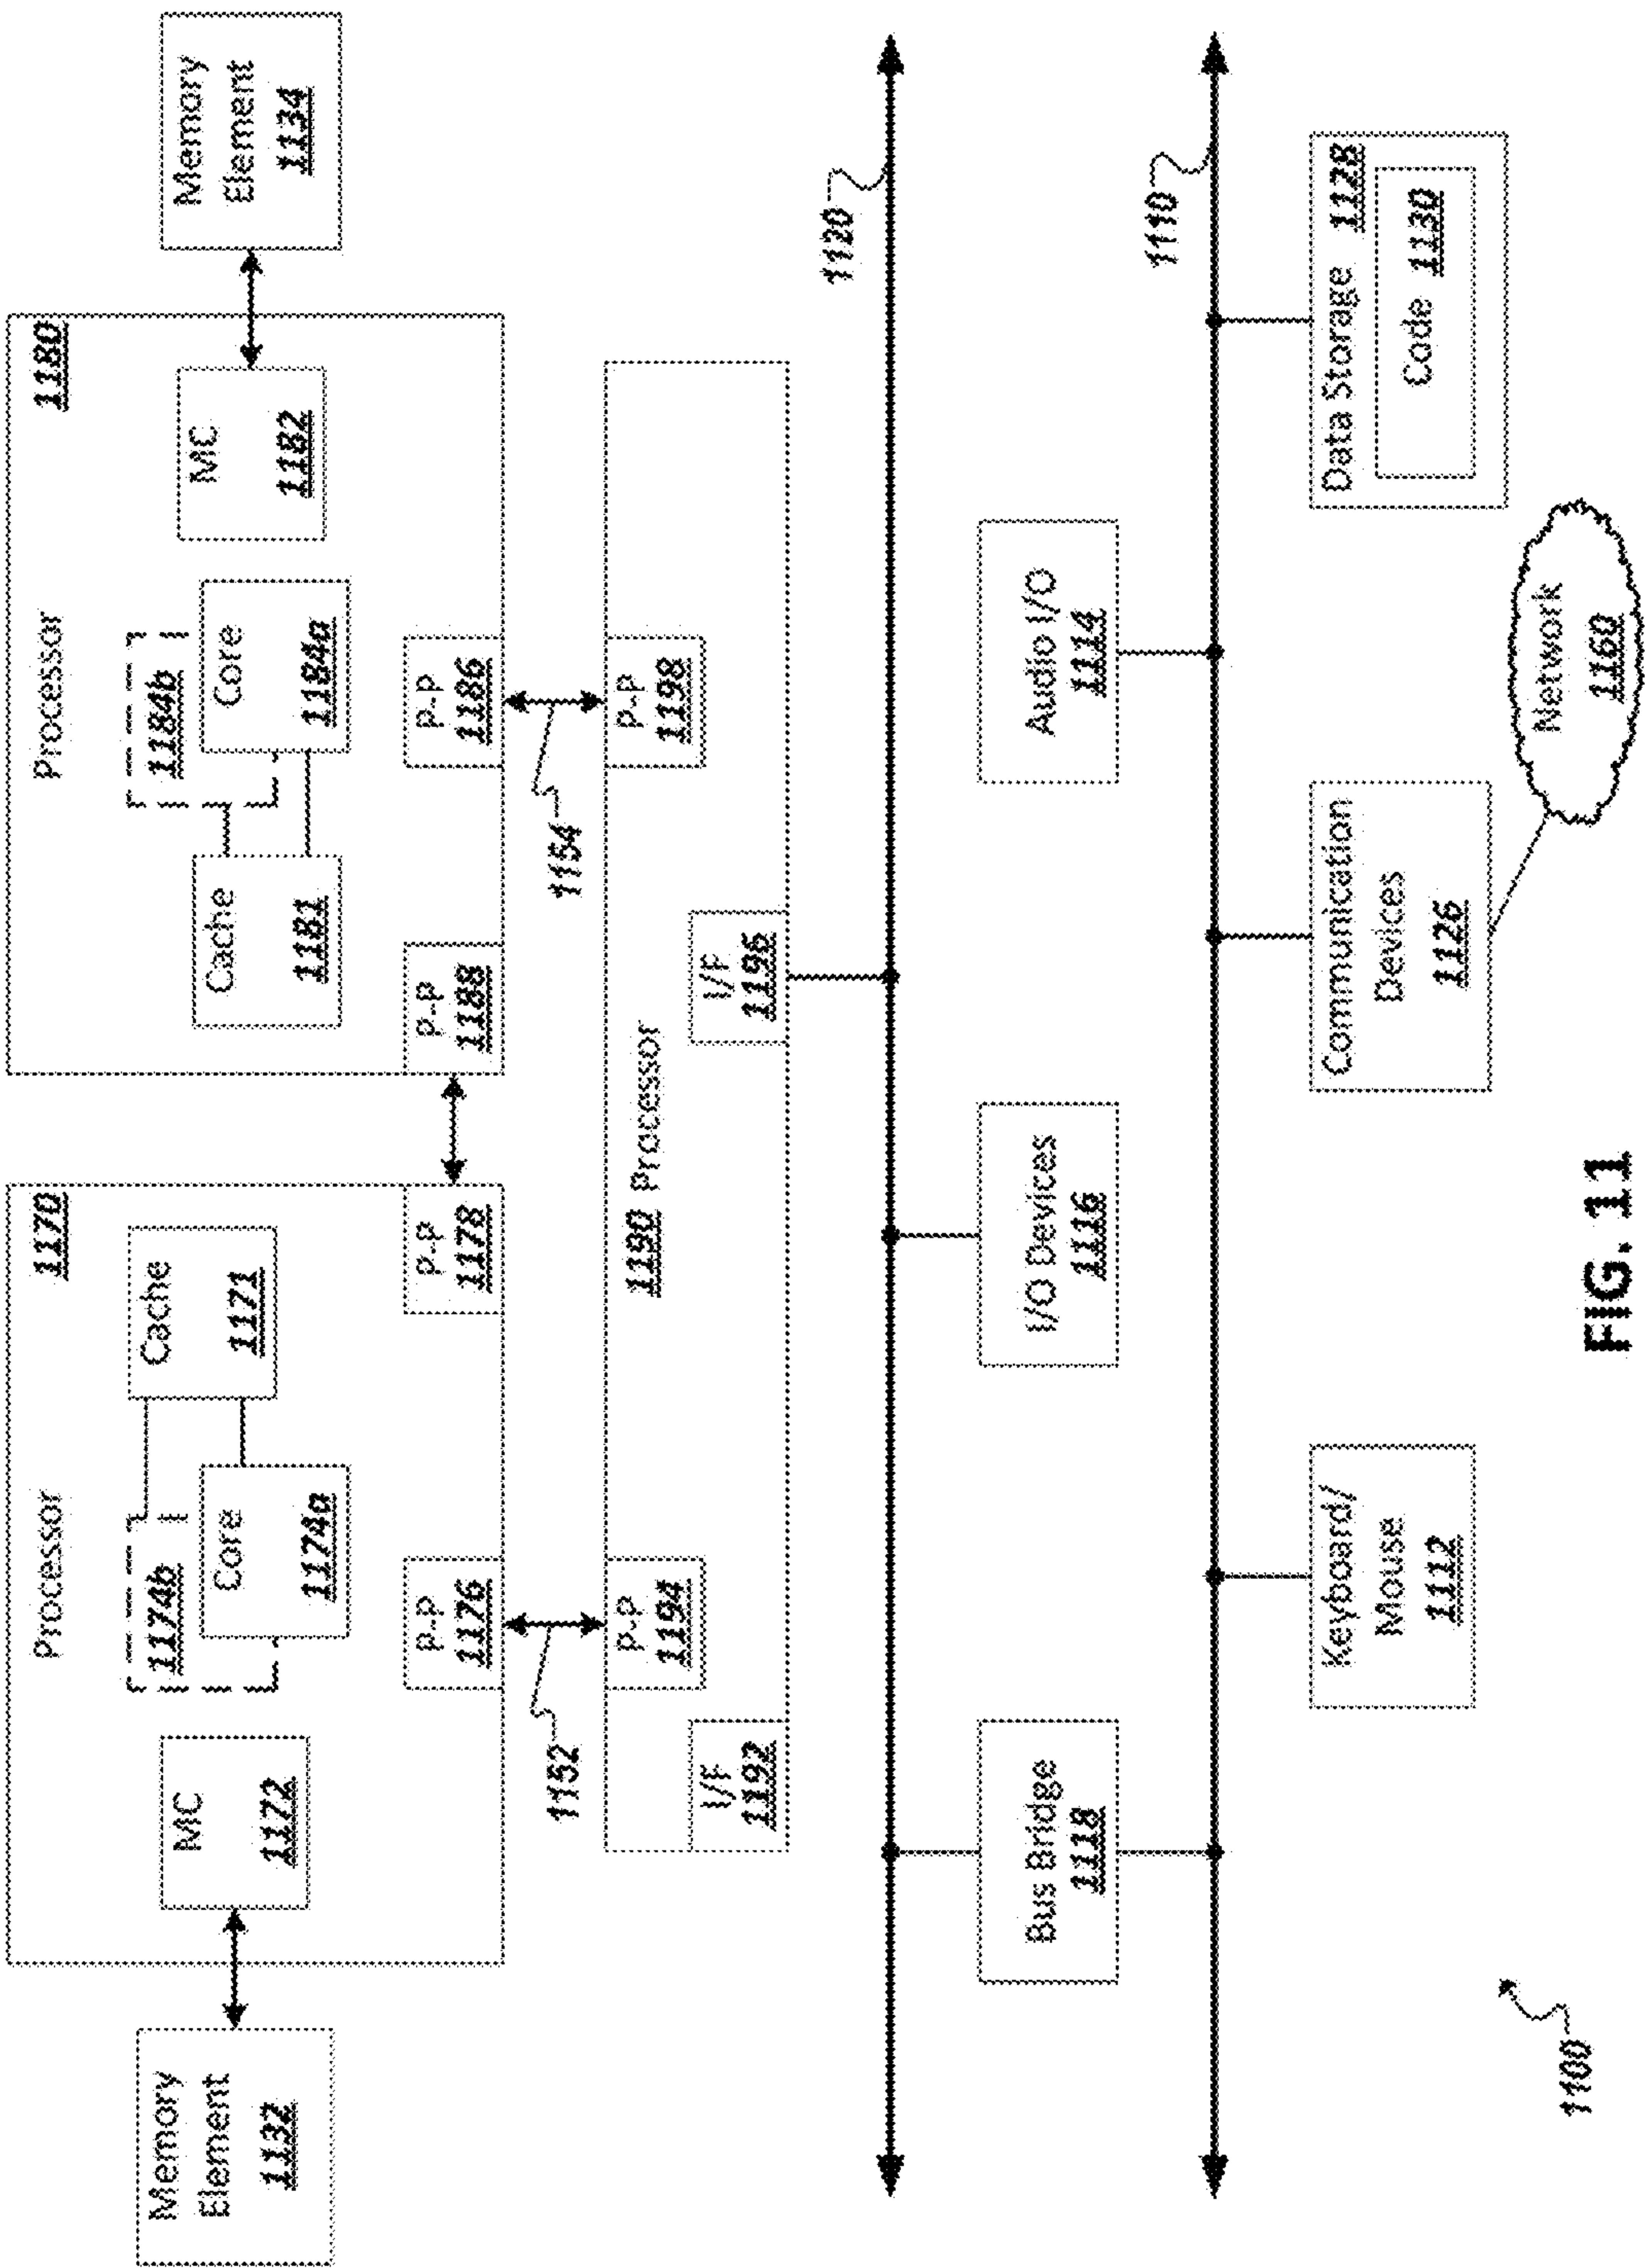 1170
Processor
1180
Processor
Memory
Element
1132
MC
1172
1174b
Core
1174a
Cache
1171
Cache
1181
1184b
Core
1184a
MC
1182
Memory
Element
1134
P-P
1176
P-P
1178
P-P
1188
P-P
1186
1152
1154
P-P
1194
1190 Processor
P-P
1198
I/F
1192
I/F
1196
1120
Bus Bridge
1118
I/O Devices
1116
Audio I/O
1114
1110
Keyboard/
Mouse
1112
Communication
Devices
1126
Data Storage 1128
Code 1130
Network
1160
1100
FIG. 11